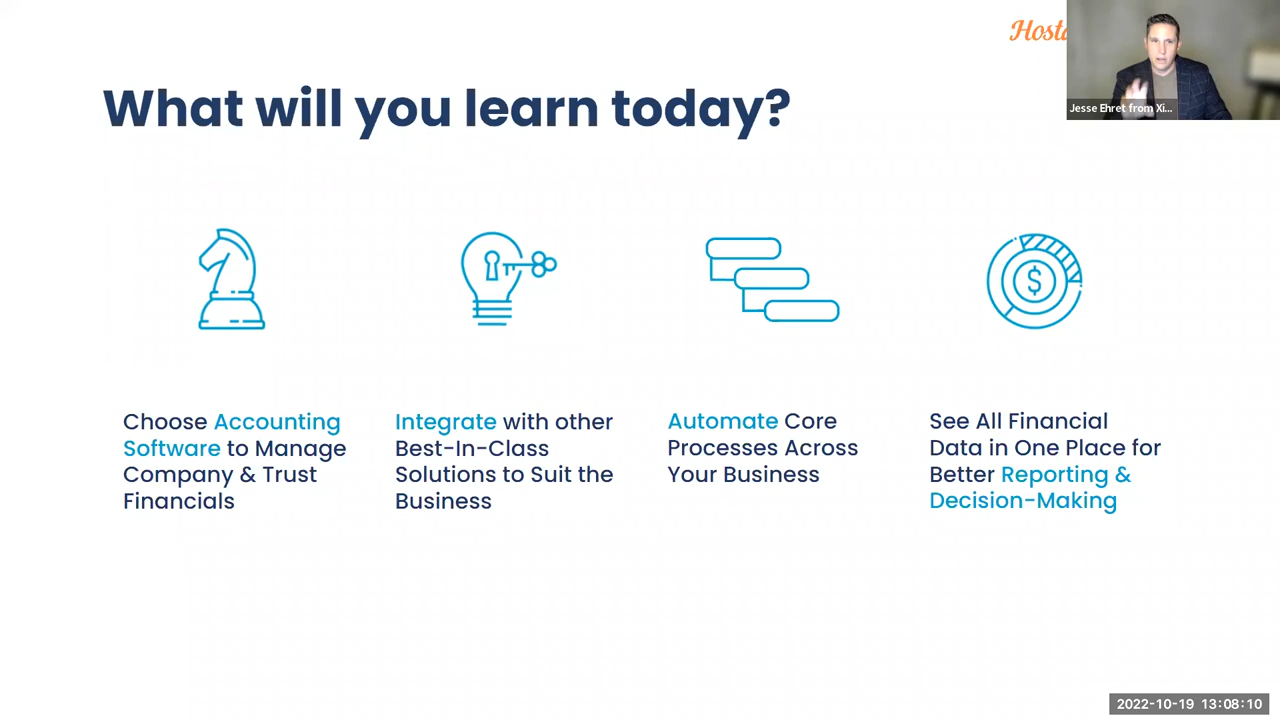 What will you learn today?
Jesse Ehret from Xi...
Choose Accounting
Software to Manage
Company & Trust
Financials
Integrate with other
Best-In-Class
Solutions to Suit the
Business
Automate Core
Processes Across
Your Business
See All Financial
Data in One Place for
Better Reporting &
Decision-Making
2022-10-19 13:08:10